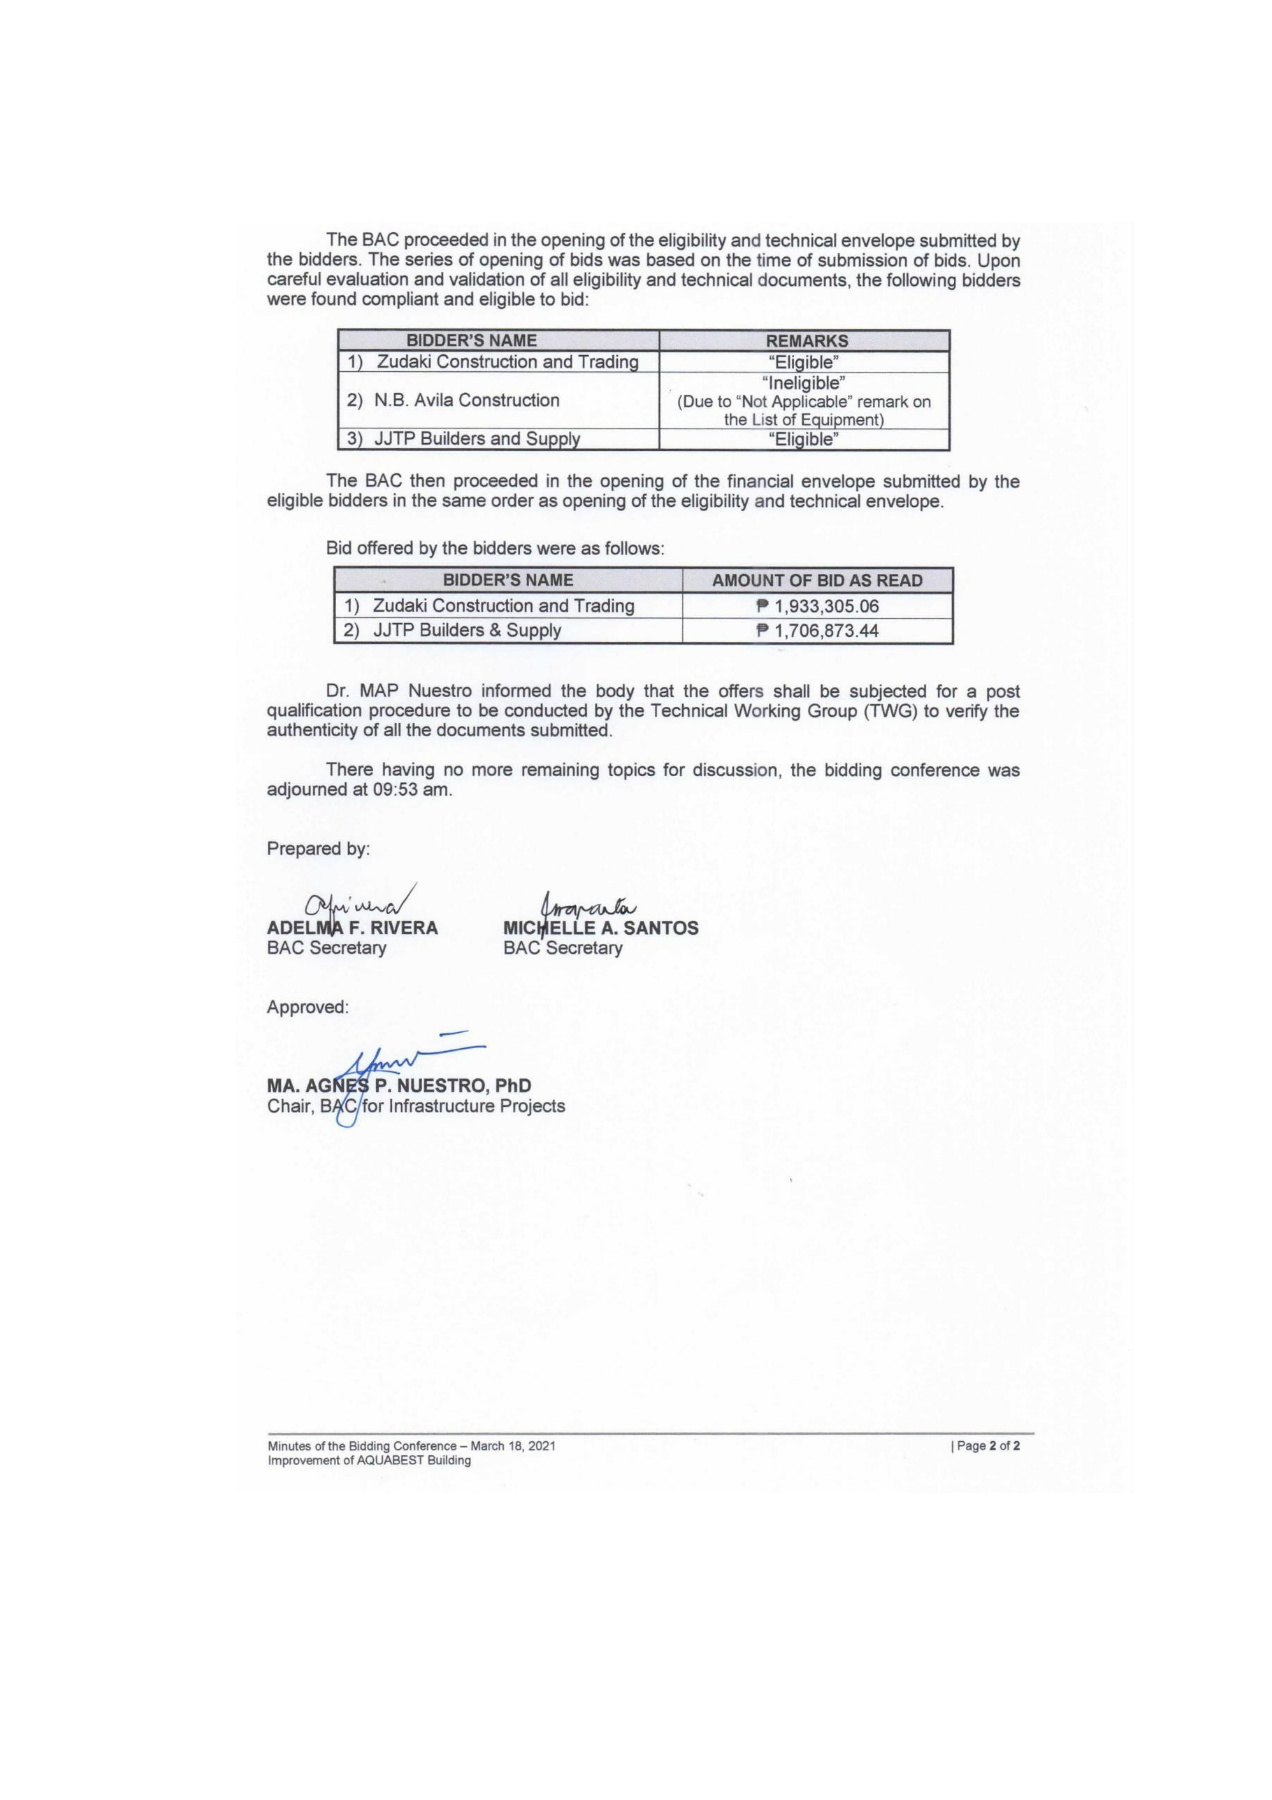 The BAC proceeded in the opening of the eligibility and technical envelope submitted by
the bidders. The series of opening of bids was based on the time of submission of bids. Upon
careful evaluation and validation of all eligibility and technical documents, the following bidders
were found compliant and eligible to bid:
BIDDER'S NAME REMARKS
1) Zudaki Construction and Trading "Eligible"
2) N.B. Avila Construction "Ineligible"
(Due to "Not Applicable" remark on
the List of Equipment)
3) JJTP Builders and Supply "Eligible"
The BAC then proceeded in the opening of the financial envelope submitted by the
eligible bidders in the same order as opening of the eligibility and technical envelope.
Bid offered by the bidders were as follows:
BIDDER'S NAME AMOUNT OF BID AS READ
1) Zudaki Construction and Trading ₱ 1,933,305.06
2) JJTP Builders & Supply ₱ 1,706,873.44
Dr. MAP Nuestro informed the body that the offers shall be subjected for a post
qualification procedure to be conducted by the Technical Working Group (TWG) to verify the
authenticity of all the documents submitted.
There having no more remaining topics for discussion, the bidding conference was
adjourned at 09:53 am.
Prepared by:
ADELMA F. RIVERA MICHELLE A. SANTOS
BAC Secretary BAC Secretary
Approved:
MA. AGNES P. NUESTRO, PhD
Chair, BAC for Infrastructure Projects
Minutes of the Bidding Conference – March 18, 2021 | Page 2 of 2
Improvement of AQUABEST Building